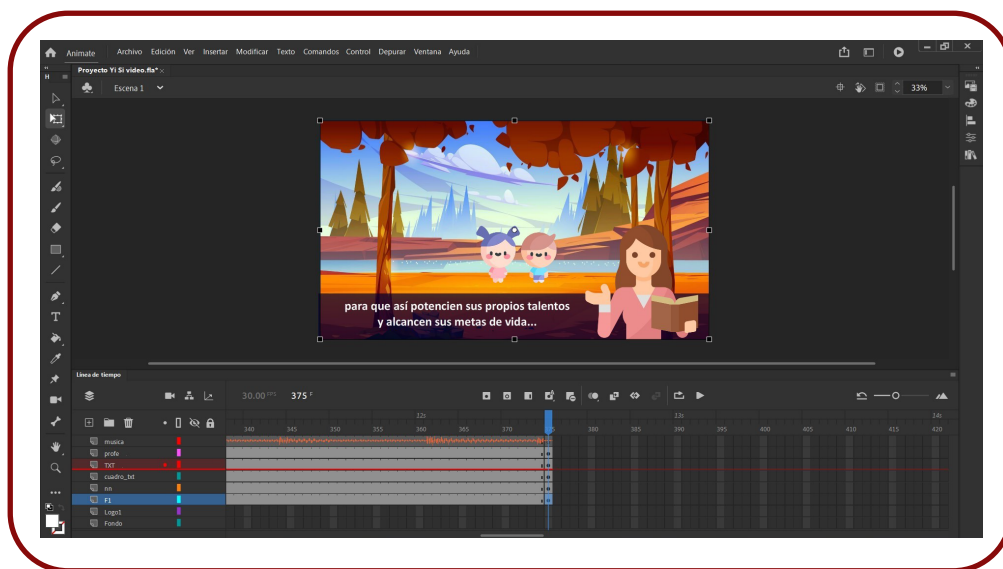 Animate Archivo Edición Ver Insertar Modificar Texto Comandos Control Depurar Ventana Ayuda
Proyecto Yi Si video.fla*
Escena 1
33%
para que así potencien sus propios talentos
y alcancen sus metas de vida...
Línea de tiempo
30.00 FPS 375 F
12s 13s 14s
340 345 350 355 360 365 370 380 385 390 395 400 405 410 415 420
musica
profe
TXT
cuadro_txt
nn
F1
Logo1
Fondo